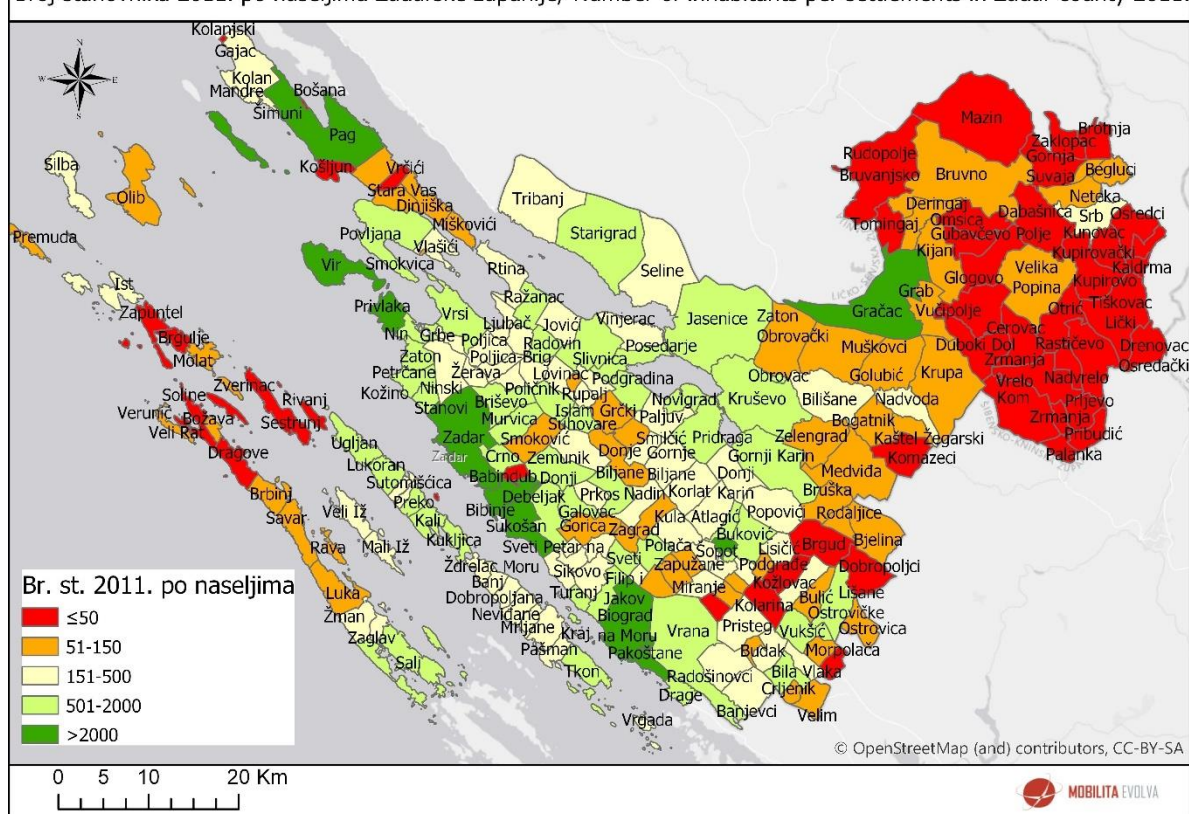 Broj stanovnika 2011. po naseljima Zadarske županije/ Number of inhabitants per settlements in Zadar county 2011.
N
W E
S
Kolanjski
Gajac
Kolan
Mandre
Šimuni
Bošana
Pag
Košljun
Vrčići
Stara Vas
Dinjiška
Miškovići
Povljana
Vlašići
Smokvica
Silba
Olib
Premuda
Ist
Zapuntel
Brgulje
Molat
Vir
Privlaka
Nin
Vrsi
Grbe
Zaton
Poljica
Ljubač
Ražanac
Rtina
Jovići
Radovin
Poljica-Brig
Vinjerac
Slivnica
Posedarje
Tribanj
Starigrad
Seline
Jasenice
Zaton
Obrovački
Muškovci
Golubić
Krupa
Obrovac
Bilišane
Nadvoda
Bogatnik
Kaštel Žegarski
Komazeci
Zelengrad
Medviđa
Bruška
Rodaljice
Bjelina
Kruševo
Petrčane
Kožino
Ninski
Stanovi
Žerava
Lovinac
Poličnik
Rupalj
Podgradina
Novigrad
Briševo
Murvica
Islam
Grčki
Suhovare
Paljuv
Smilčić
Pridraga
Zadar
Zadar
Smoković
Crno
Zemunik
Donje
Gornje
Gornji Karin
Babindub
Donji
Biljane
Biljane
Donji
Karin
Debeljak
Prkos
Nadin
Korlat
Bibinje
Galovac
Sukošan
Gorica
Zagrad
Kula Atlagić
Popovići
Sveti Petar na
Moru
Polača
Šopot
Buković
Lisičić
Brgud
Dobropoljci
Sikovo
Sveti
Filip i
Jakov
Zapužane
Podgrađe
Kožlovac
Turanj
Miranje
Kolarina
Bulić
Lišane
Ostrovičke
Ostrovica
Biograd
na Moru
Vrana
Pristeg
Vukšić
Pakoštane
Budak
Morpolača
Radošinovci
Bila Vlaka
Drage
Banjevci
Crljenik
Velim
Zverinac
Soline
Rivanj
Sestrunj
Verunić
Božava
Veli Rat
Dragove
Brbinj
Savar
Ugljan
Lukoran
Sutomišćica
Preko
Kali
Kukljica
Veli Iž
Mali Iž
Rava
Luka
Žman
Zaglav
Sali
Ždrelac
Banj
Dobropoljana
Neviđane
Mrljane
Kraj
Pašman
Tkon
Vrgada
Mazin
Rudopolje
Bruvanjsko
Bruvno
Brotnja
Zaklopac
Gornja
Suvaja
Begluci
Neteka
Srb
Osredci
Deringaj
Tomingaj
Omsica
Dabašnica
Gubavčevo Polje
Kunovac
Kupirovački
Kaldrma
Kijani
Glogovo
Velika
Popina
Kupirovo
Grab
Gračac
Vučipolje
Otrić
Tiškovac
Lički
Cerovac
Duboki Dol
Rastičevo
Drenovac
Osredački
Zrmanja
Vrelo
Nadvrelo
Kom
Prljevo
Zrmanja
Pribudić
Palanka
Br. st. 2011. po naseljima
≤50
51-150
151-500
501-2000
>2000
© OpenStreetMap (and) contributors, CC-BY-SA
0 5 10 20 Km
MOBILITA EVOLVA